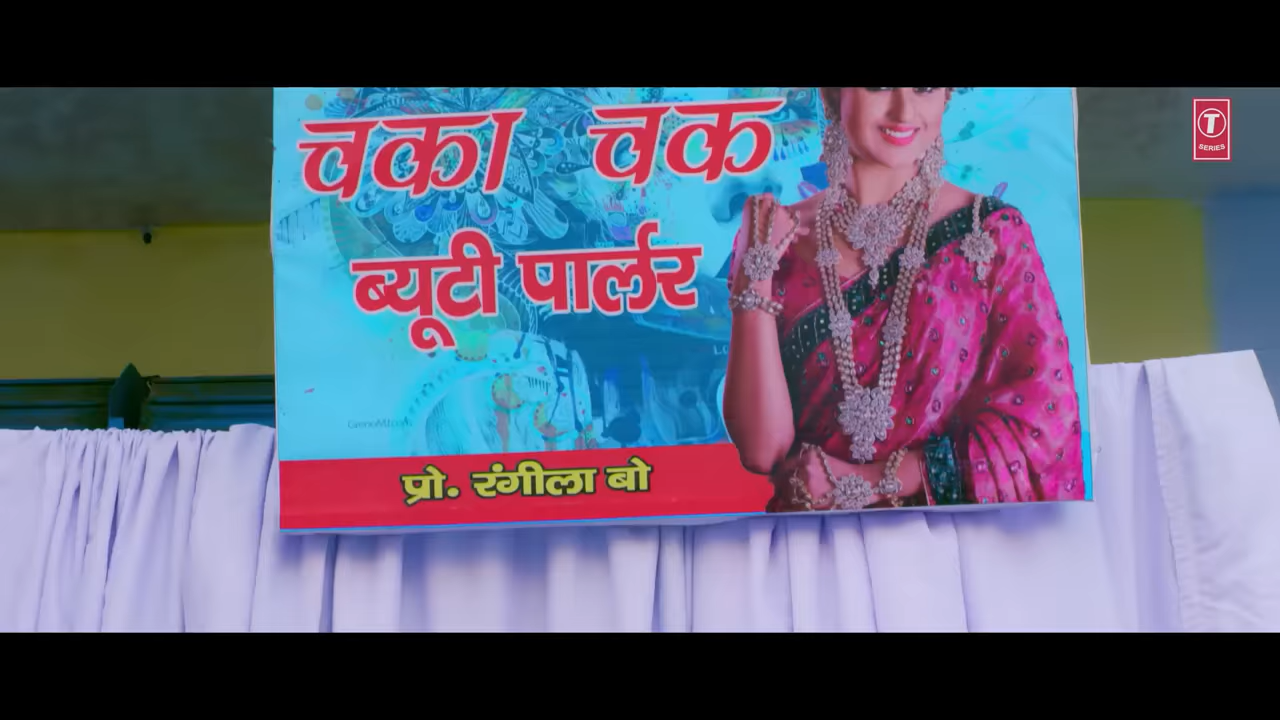 चका चक
ब्यूटी पार्लर
प्रो. रंगीला बो
T
SERIES